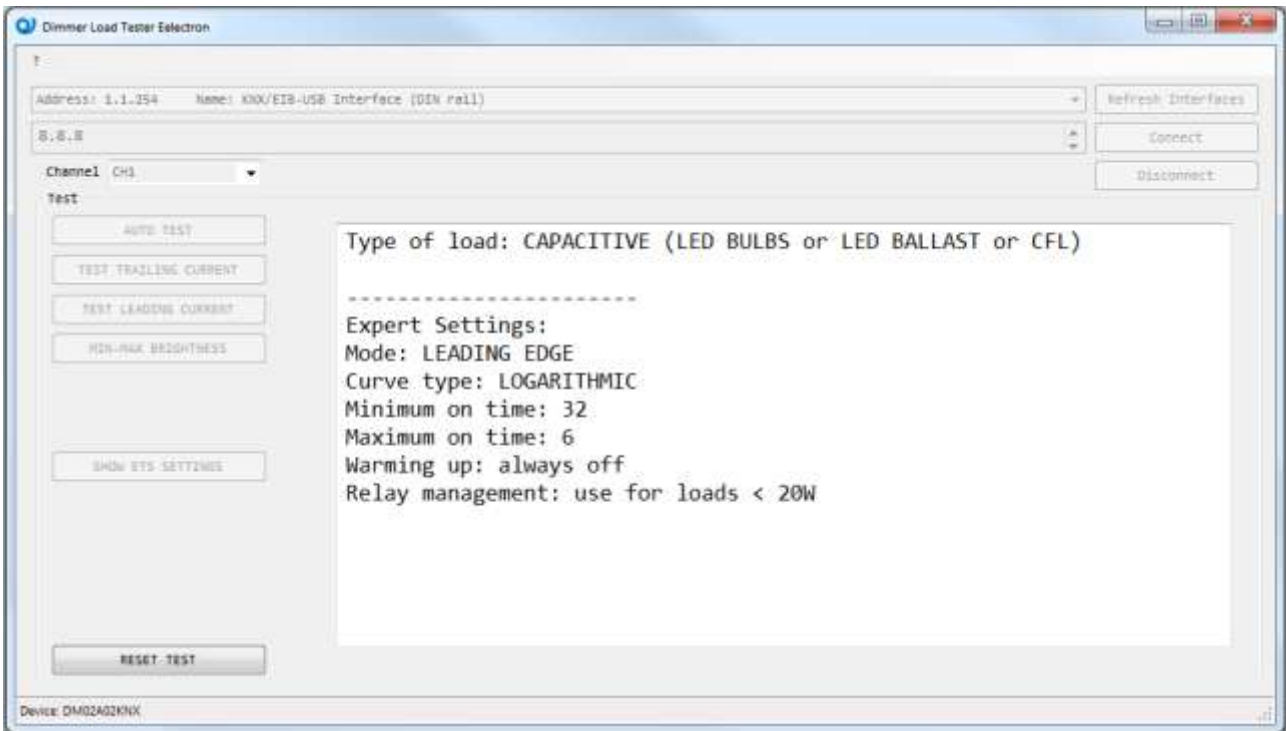 Dimmer Load Tester Eelectron
?
Address: 1.1.254 Name: KNX/EIB-USB Interface (DIN rail)
Refresh Interfaces
8.8.8
Connect
Channel CH1
Disconnect
Test
AUTO TEST
TEST TRAILING CURRENT
TEST LEADING CURRENT
MIN-MAX BRIGHTNESS
SHOW ETS SETTINGS
RESET TEST
Type of load: CAPACITIVE (LED BULBS or LED BALLAST or CFL)
------------------------
Expert Settings:
Mode: LEADING EDGE
Curve type: LOGARITHMIC
Minimum on time: 32
Maximum on time: 6
Warming up: always off
Relay management: use for loads < 20W
Device: DM02A02KNX